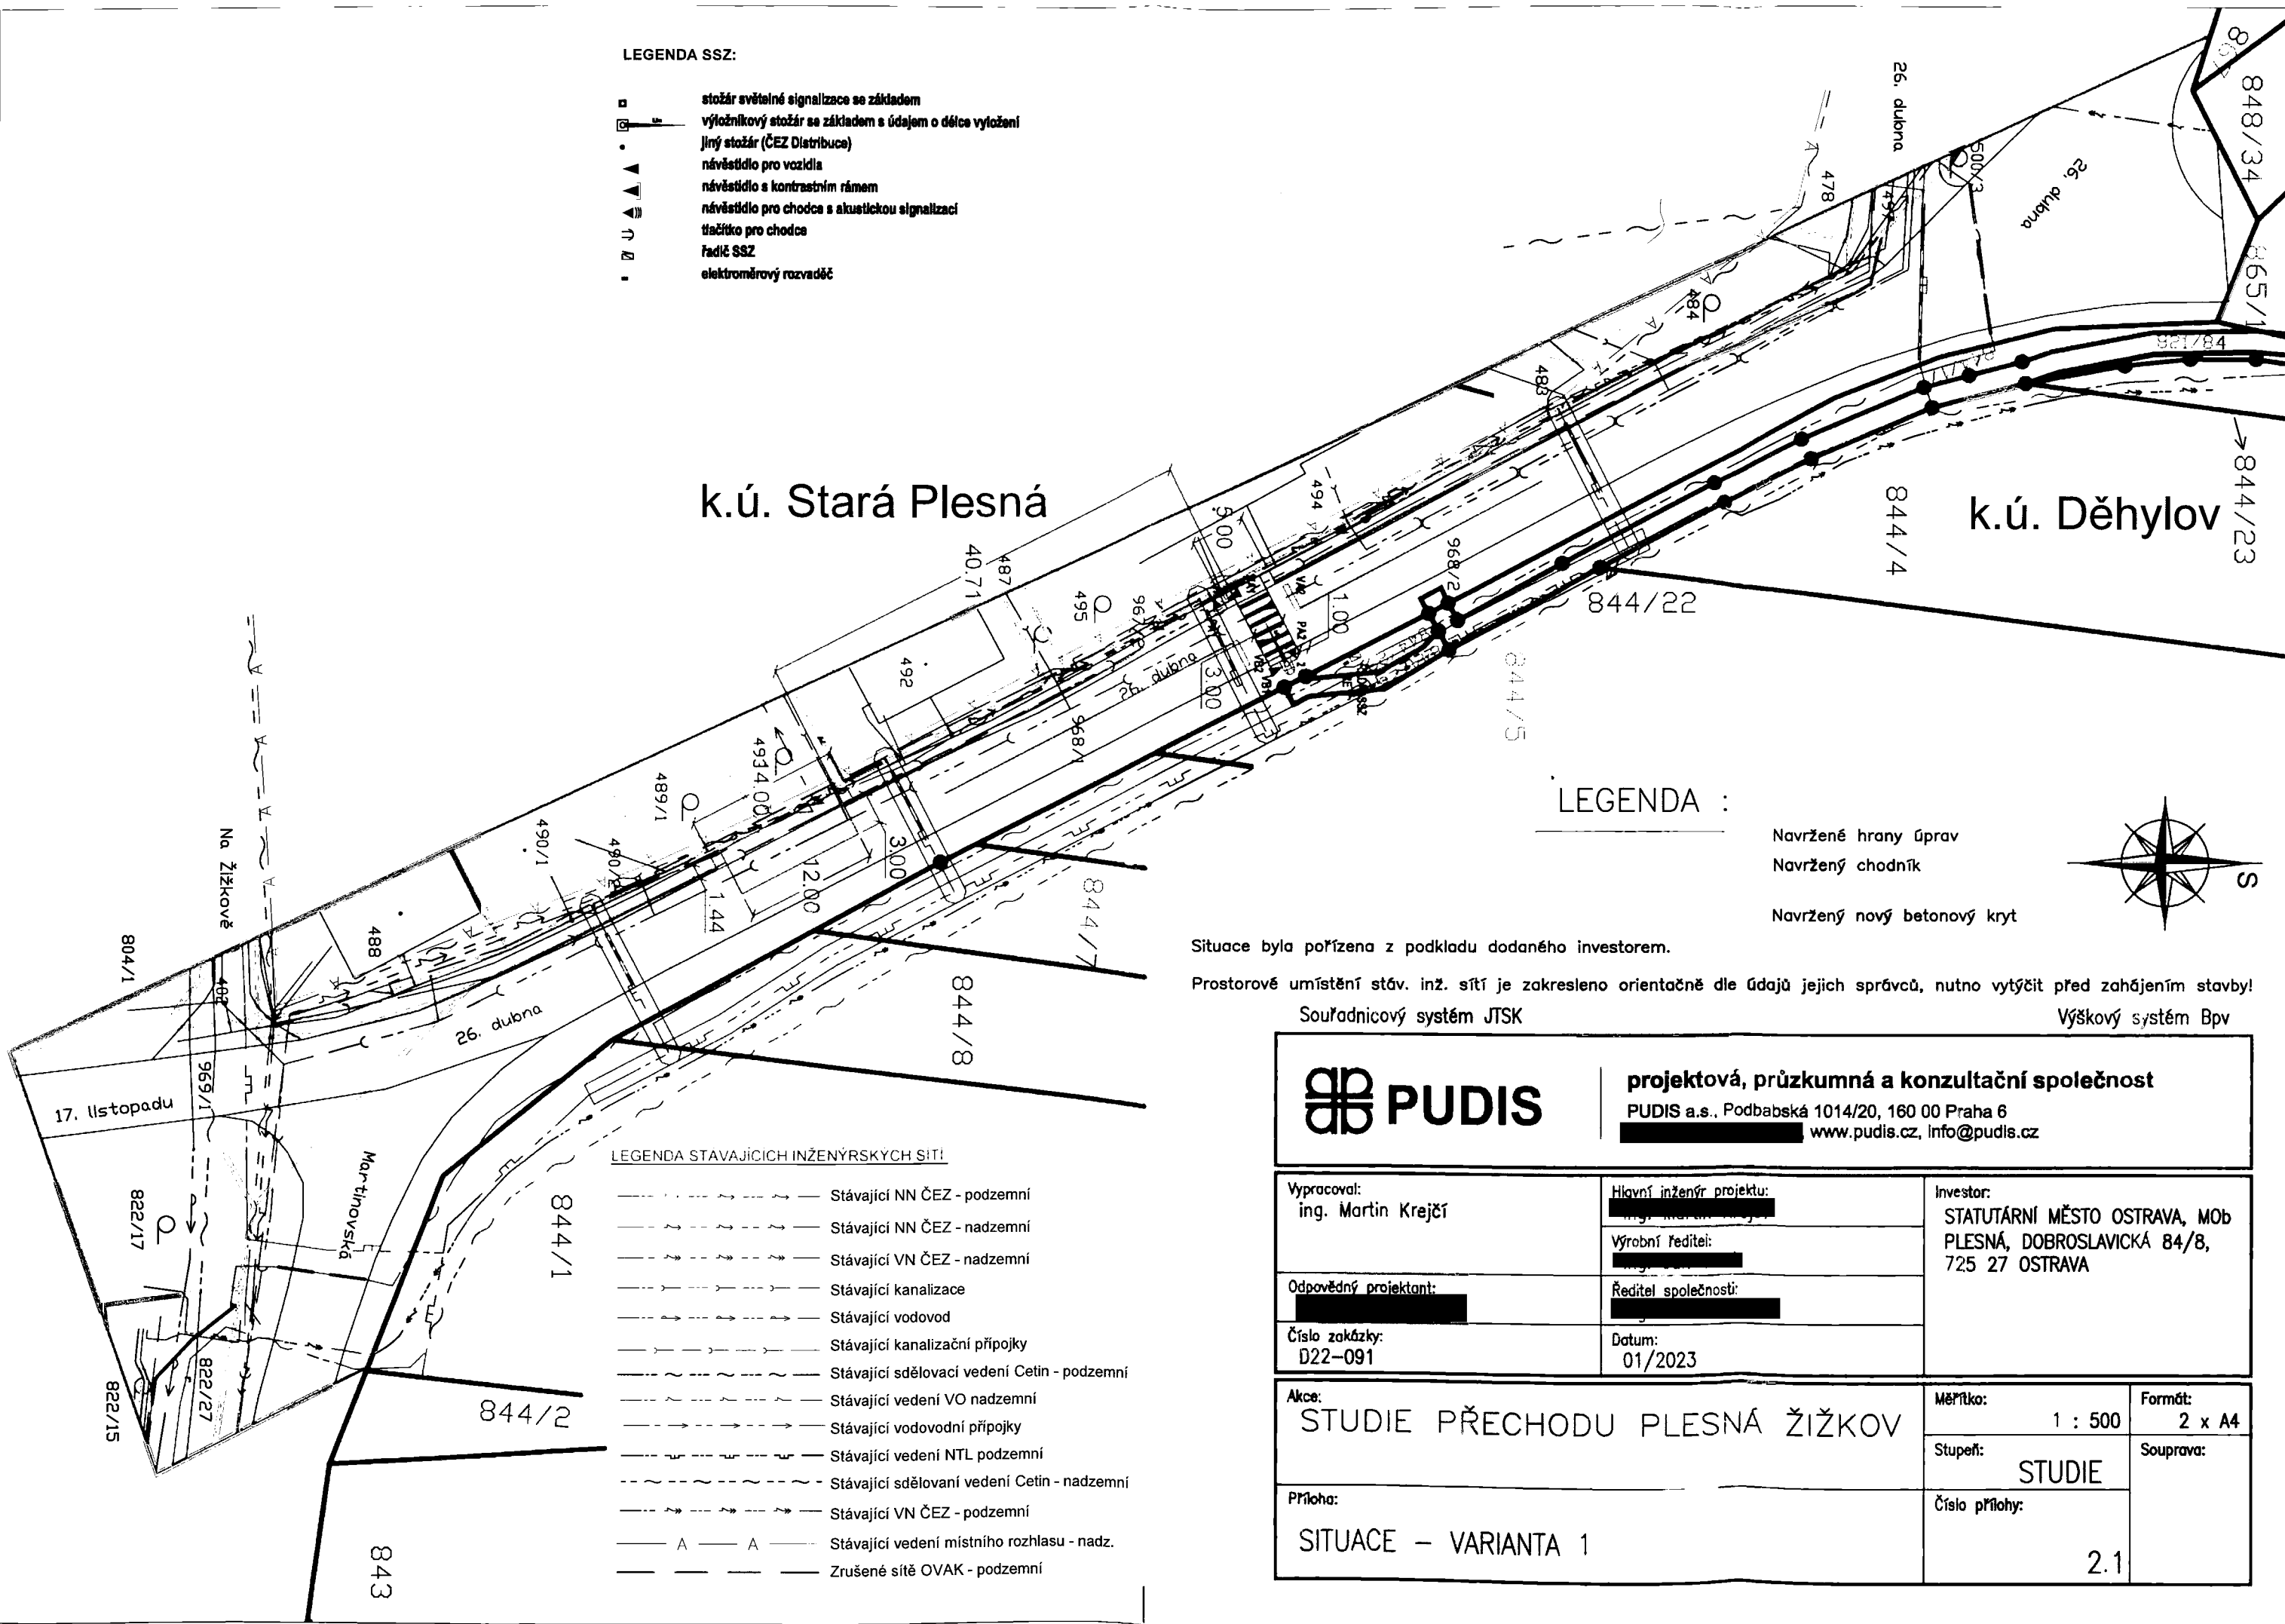 LEGENDA SSZ:
stožár světelné signalizace se základem
výložníkový stožár se základem s údajem o délce vyložení
jiný stožár (ČEZ Distribuce)
návěstidlo pro vozidla
návěstidlo s kontrastním rámem
návěstidlo pro chodce s akustickou signalizací
tlačítko pro chodce
řadič SSZ
elektroměrový rozvaděč
k.ú. Stará Plesná
k.ú. Děhylov
26. dubna
26. dubna
848/34
865/1
500/3
478
484
483
494
921/84
844/23
844/4
844/22
844/5
968/2
5.00
1.00
3.00
40.71
487
495
492
26. dubna
968/1
VA2
PA2
VB2
VB1
SSZ
489/1
12.00
3.00
1.44
490/1
844/7
844/8
Na Žižkově
804/1
488
26. dubna
969/1
17. listopadu
Martinovská
822/17
822/27
822/15
844/1
844/2
843
LEGENDA :
Navržené hrany úprav
Navržený chodník
Navržený nový betonový kryt
S
Situace byla pořízena z podkladu dodaného investorem.
Prostorové umístění stáv. inž. sítí je zakresleno orientačně dle údajů jejich správců, nutno vytýčit před zahájením stavby!
Souřadnicový systém JTSK
Výškový systém Bpv
LEGENDA STÁVAJÍCÍCH INŽENÝRSKÝCH SÍTÍ
Stávající NN ČEZ - podzemní
Stávající NN ČEZ - nadzemní
Stávající VN ČEZ - nadzemní
Stávající kanalizace
Stávající vodovod
Stávající kanalizační přípojky
Stávající sdělovací vedení Cetin - podzemní
Stávající vedení VO nadzemní
Stávající vodovodní přípojky
Stávající vedení NTL podzemní
Stávající sdělovaní vedení Cetin - nadzemní
Stávající VN ČEZ - podzemní
A A Stávající vedení místního rozhlasu - nadz.
Zrušené sítě OVAK - podzemní
PUDIS
projektová, průzkumná a konzultační společnost
PUDIS a.s., Podbabská 1014/20, 160 00 Praha 6
www.pudis.cz, info@pudis.cz
Vypracoval:
ing. Martin Krejčí
Hlavní inženýr projektu:
Výrobní ředitel:
Odpovědný projektant:
Ředitel společnosti:
Číslo zakázky:
D22-091
Datum:
01/2023
Investor:
STATUTÁRNÍ MĚSTO OSTRAVA, MOb
PLESNÁ, DOBROSLAVICKÁ 84/8,
725 27 OSTRAVA
Akce:
STUDIE PŘECHODU PLESNÁ ŽIŽKOV
Měřítko:
1 : 500
Formát:
2 x A4
Stupeň:
STUDIE
Souprava:
Příloha:
SITUACE – VARIANTA 1
Číslo přílohy:
2.1